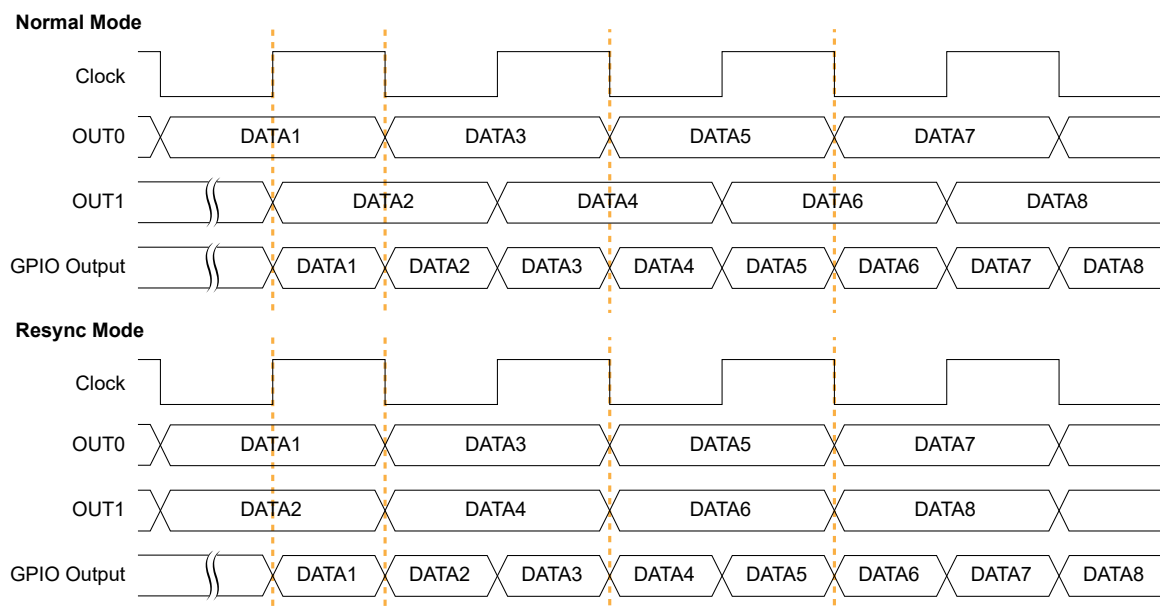 Normal Mode
Clock
OUT0 DATA1 DATA3 DATA5 DATA7
OUT1 DATA2 DATA4 DATA6 DATA8
GPIO Output DATA1 DATA2 DATA3 DATA4 DATA5 DATA6 DATA7 DATA8
Resync Mode
Clock
OUT0 DATA1 DATA3 DATA5 DATA7
OUT1 DATA2 DATA4 DATA6 DATA8
GPIO Output DATA1 DATA2 DATA3 DATA4 DATA5 DATA6 DATA7 DATA8